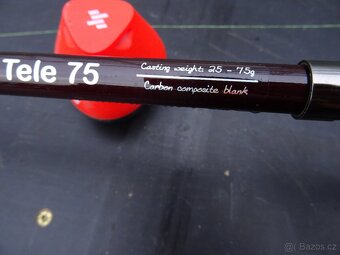 Tele 75
Casting weight: 25 - 75g
Carbon composite blank
© Bazos.cz